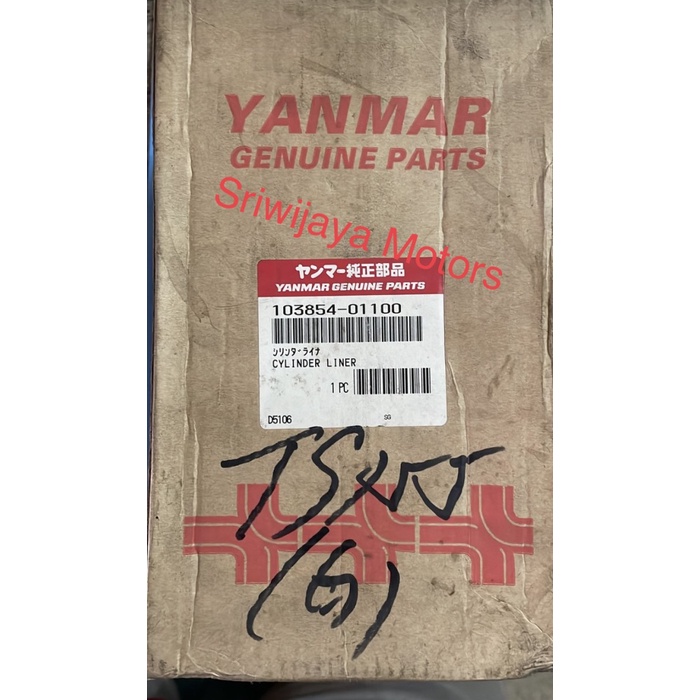 YANMAR
GENUINE PARTS
Sriwijaya Motors
ヤンマー純正部品
YANMAR GENUINE PARTS
103854-01100
シリンダーライナ
CYLINDER LINER
1 PC
D5106 SG